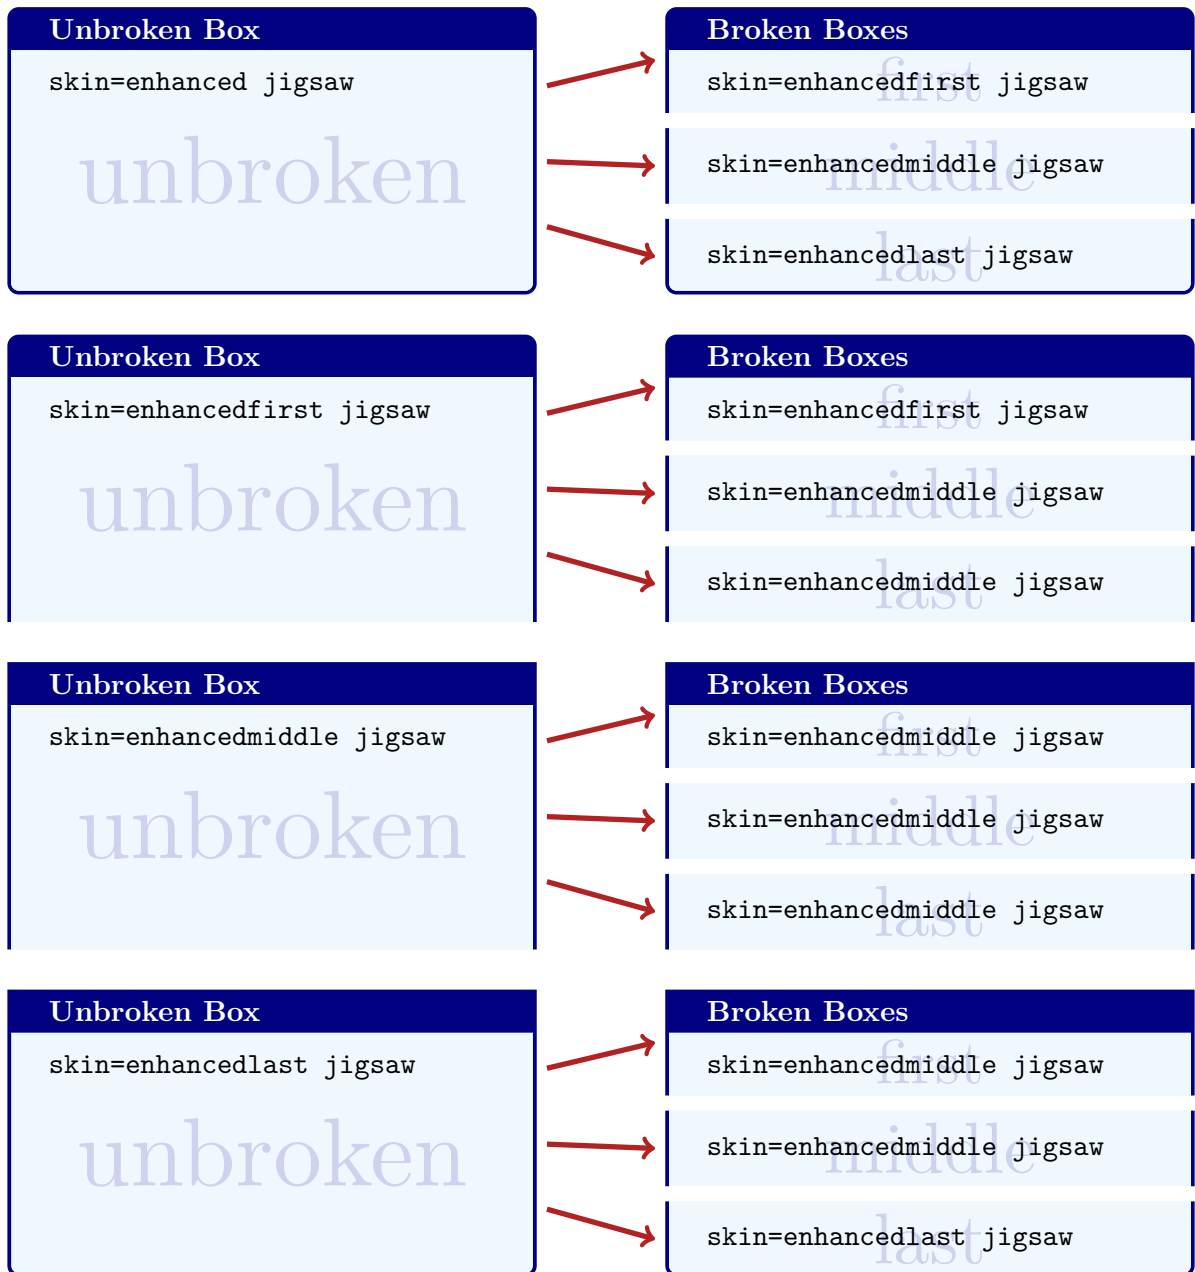 Unbroken Box
skin=enhanced jigsaw
unbroken
Broken Boxes
first
skin=enhancedfirst jigsaw
middle
skin=enhancedmiddle jigsaw
last
skin=enhancedlast jigsaw
Unbroken Box
skin=enhancedfirst jigsaw
unbroken
Broken Boxes
first
skin=enhancedfirst jigsaw
middle
skin=enhancedmiddle jigsaw
last
skin=enhancedmiddle jigsaw
Unbroken Box
skin=enhancedmiddle jigsaw
unbroken
Broken Boxes
first
skin=enhancedmiddle jigsaw
middle
skin=enhancedmiddle jigsaw
last
skin=enhancedmiddle jigsaw
Unbroken Box
skin=enhancedlast jigsaw
unbroken
Broken Boxes
first
skin=enhancedmiddle jigsaw
middle
skin=enhancedmiddle jigsaw
last
skin=enhancedlast jigsaw